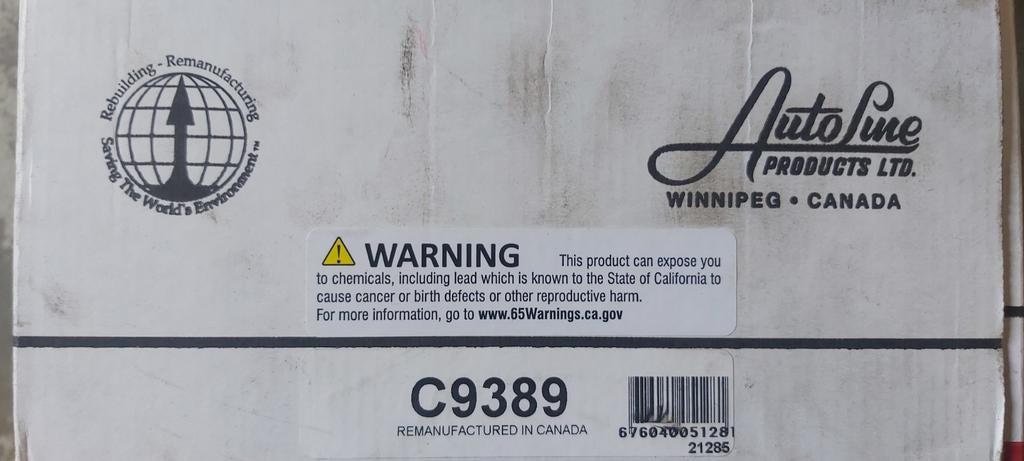 Rebuilding - Remanufacturing
Saving The World's Environment™
AutoLine
PRODUCTS LTD.
WINNIPEG • CANADA
WARNING This product can expose you
to chemicals, including lead which is known to the State of California to
cause cancer or birth defects or other reproductive harm.
For more information, go to www.65Warnings.ca.gov
C9389
REMANUFACTURED IN CANADA
676040051281
21285